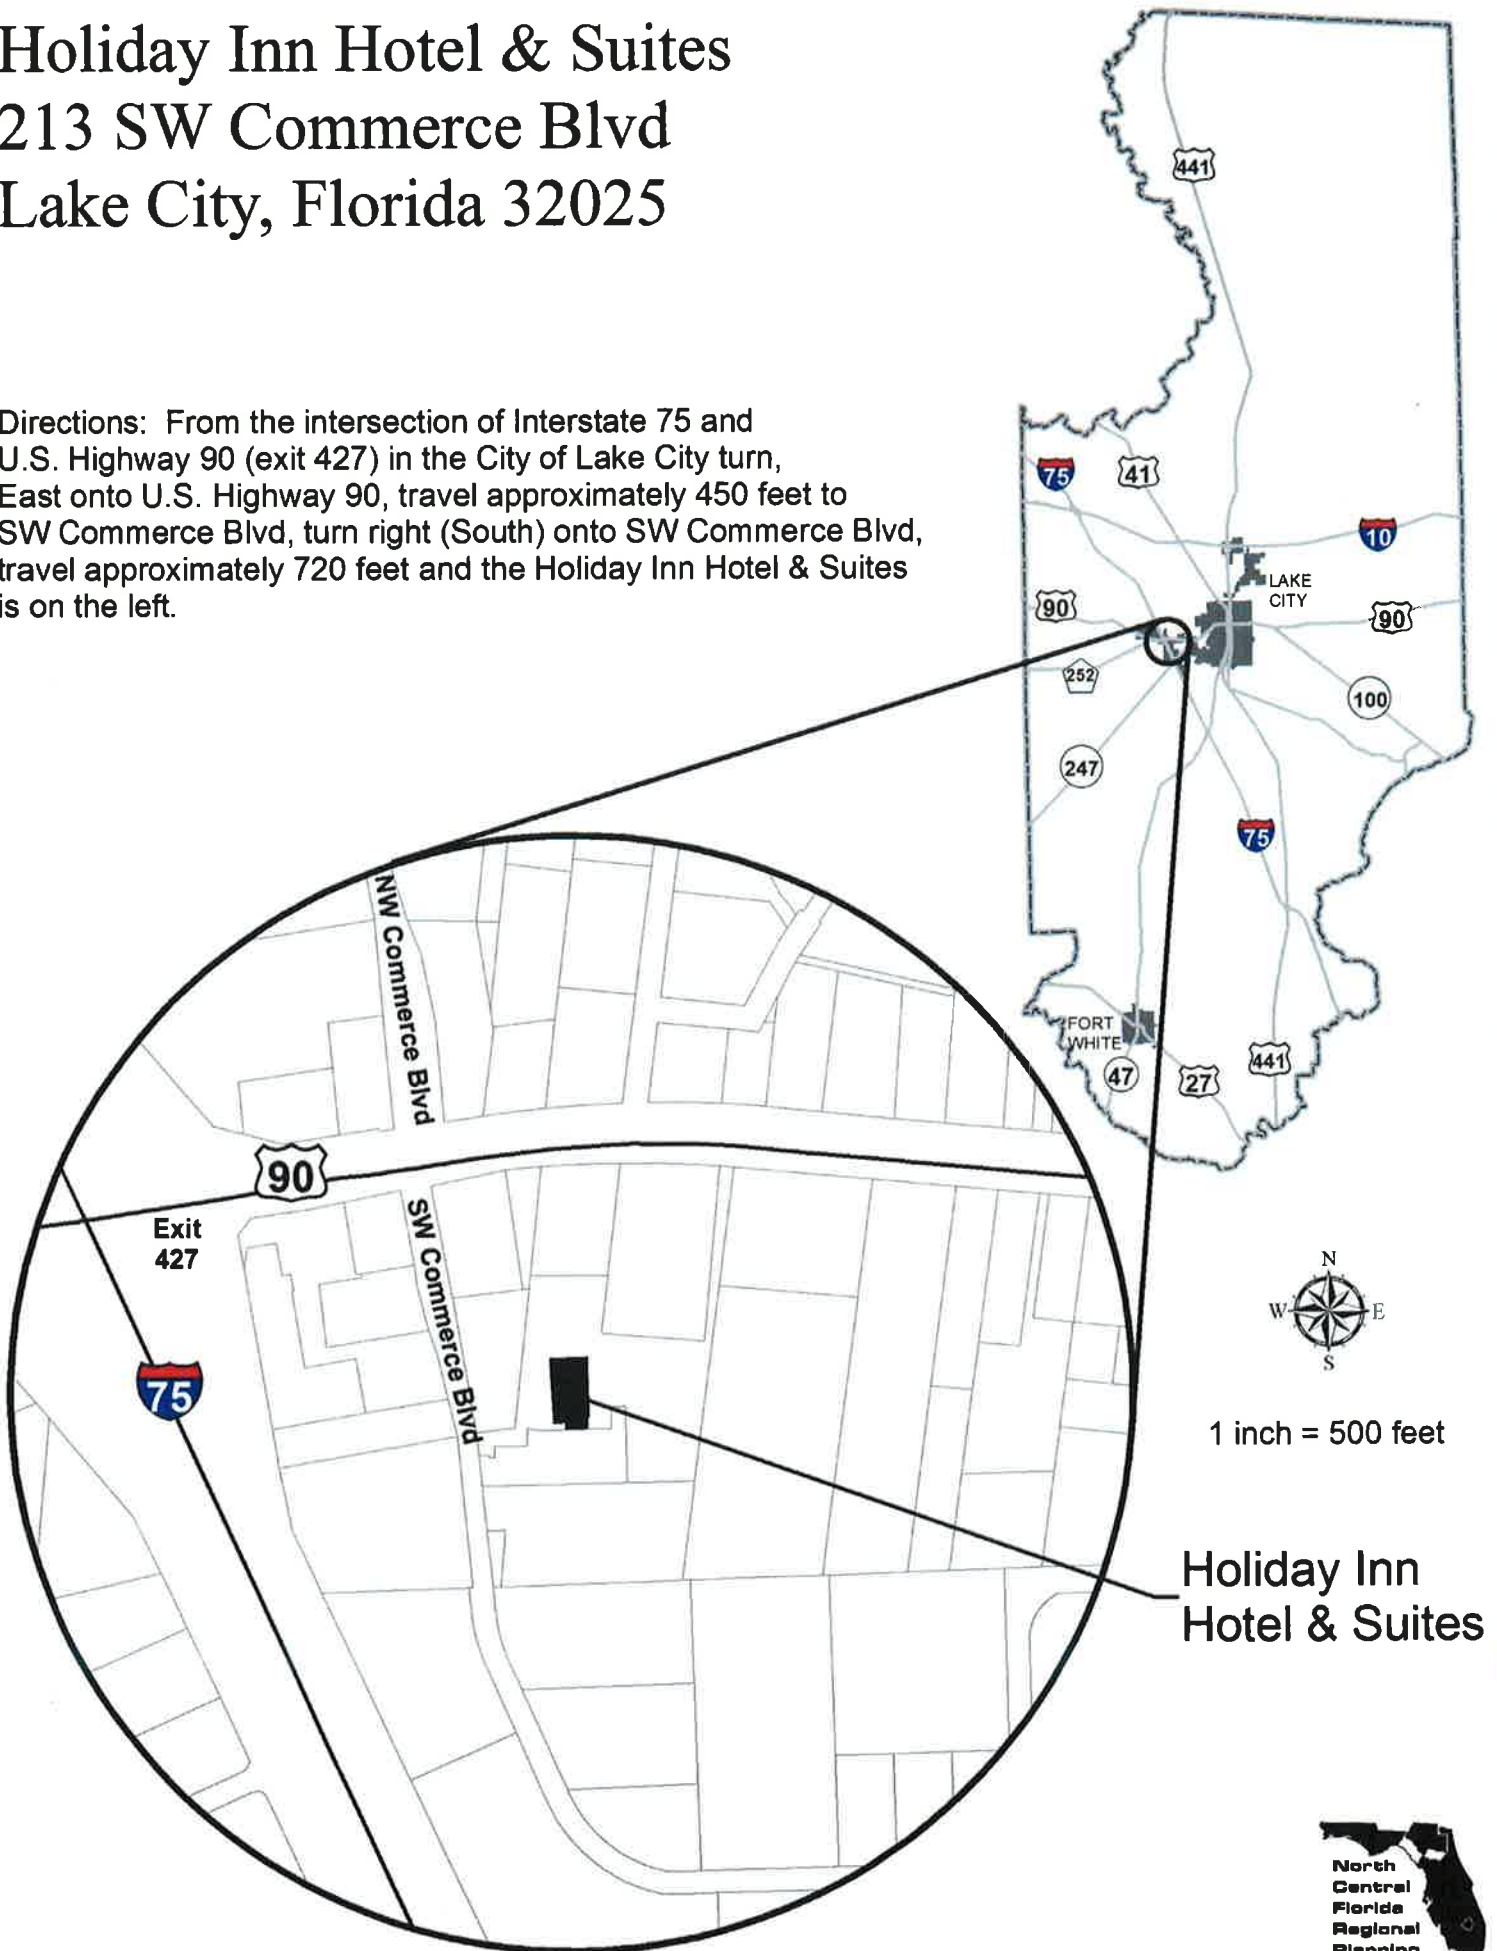 Holiday Inn Hotel & Suites
213 SW Commerce Blvd
Lake City, Florida 32025
Directions: From the intersection of Interstate 75 and
U.S. Highway 90 (exit 427) in the City of Lake City turn,
East onto U.S. Highway 90, travel approximately 450 feet to
SW Commerce Blvd, turn right (South) onto SW Commerce Blvd,
travel approximately 720 feet and the Holiday Inn Hotel & Suites
is on the left.
441
75
41
10
LAKE
CITY
90
90
252
100
247
75
FORT
WHITE
47
27
441
NW Commerce Blvd
90
Exit
427
SW Commerce Blvd
75
N
W E
S
1 inch = 500 feet
Holiday Inn
Hotel & Suites
North
Central
Florida
Regional
Planning